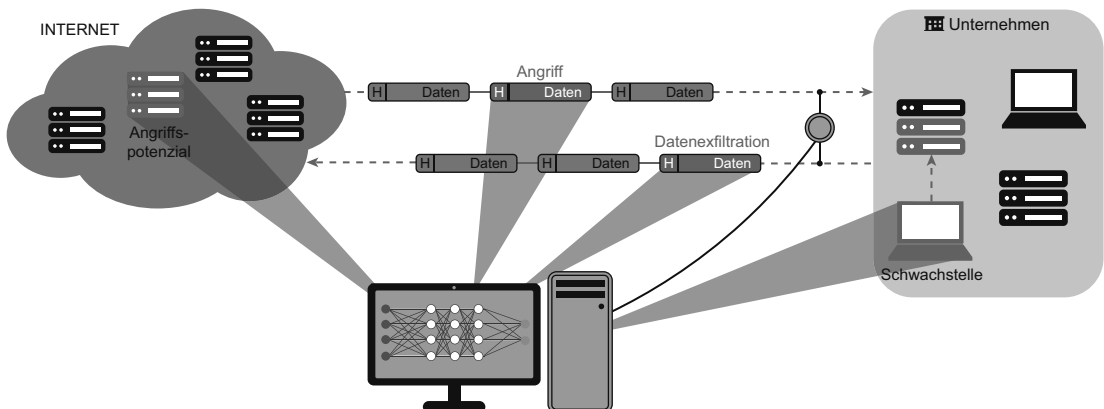 INTERNET
Unternehmen
Angriff
H Daten H Daten H Daten
Angriffs-
potenzial
Datenexfiltration
H Daten H Daten H Daten
Schwachstelle